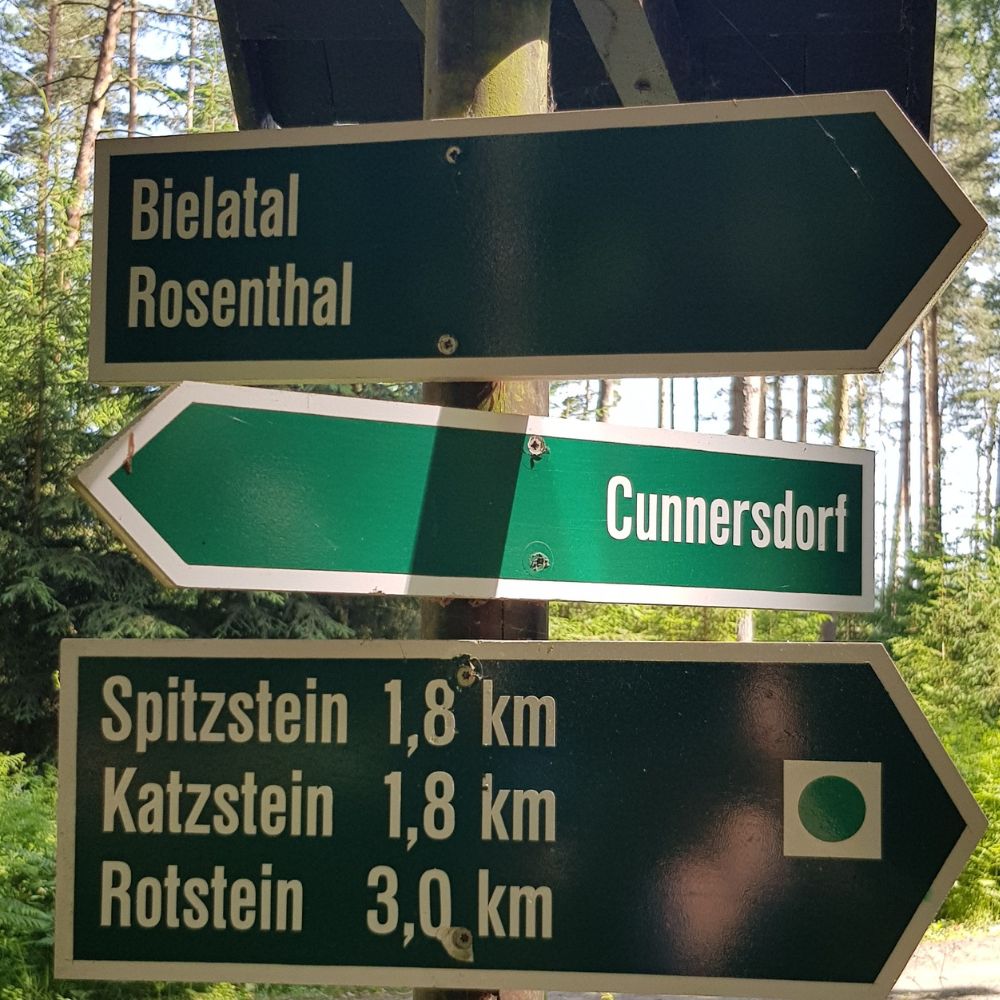 Bielatal
Rosenthal
Cunnersdorf
Spitzstein 1,8 km
Katzstein 1,8 km
Rotstein 3,0 km